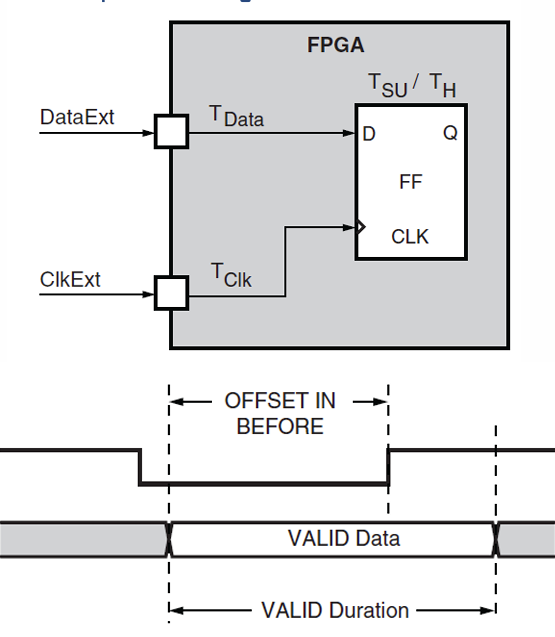 FPGA
TSU / TH
DataExt
TData
D
Q
FF
CLK
ClkExt
TClk
OFFSET IN
BEFORE
VALID Data
VALID Duration